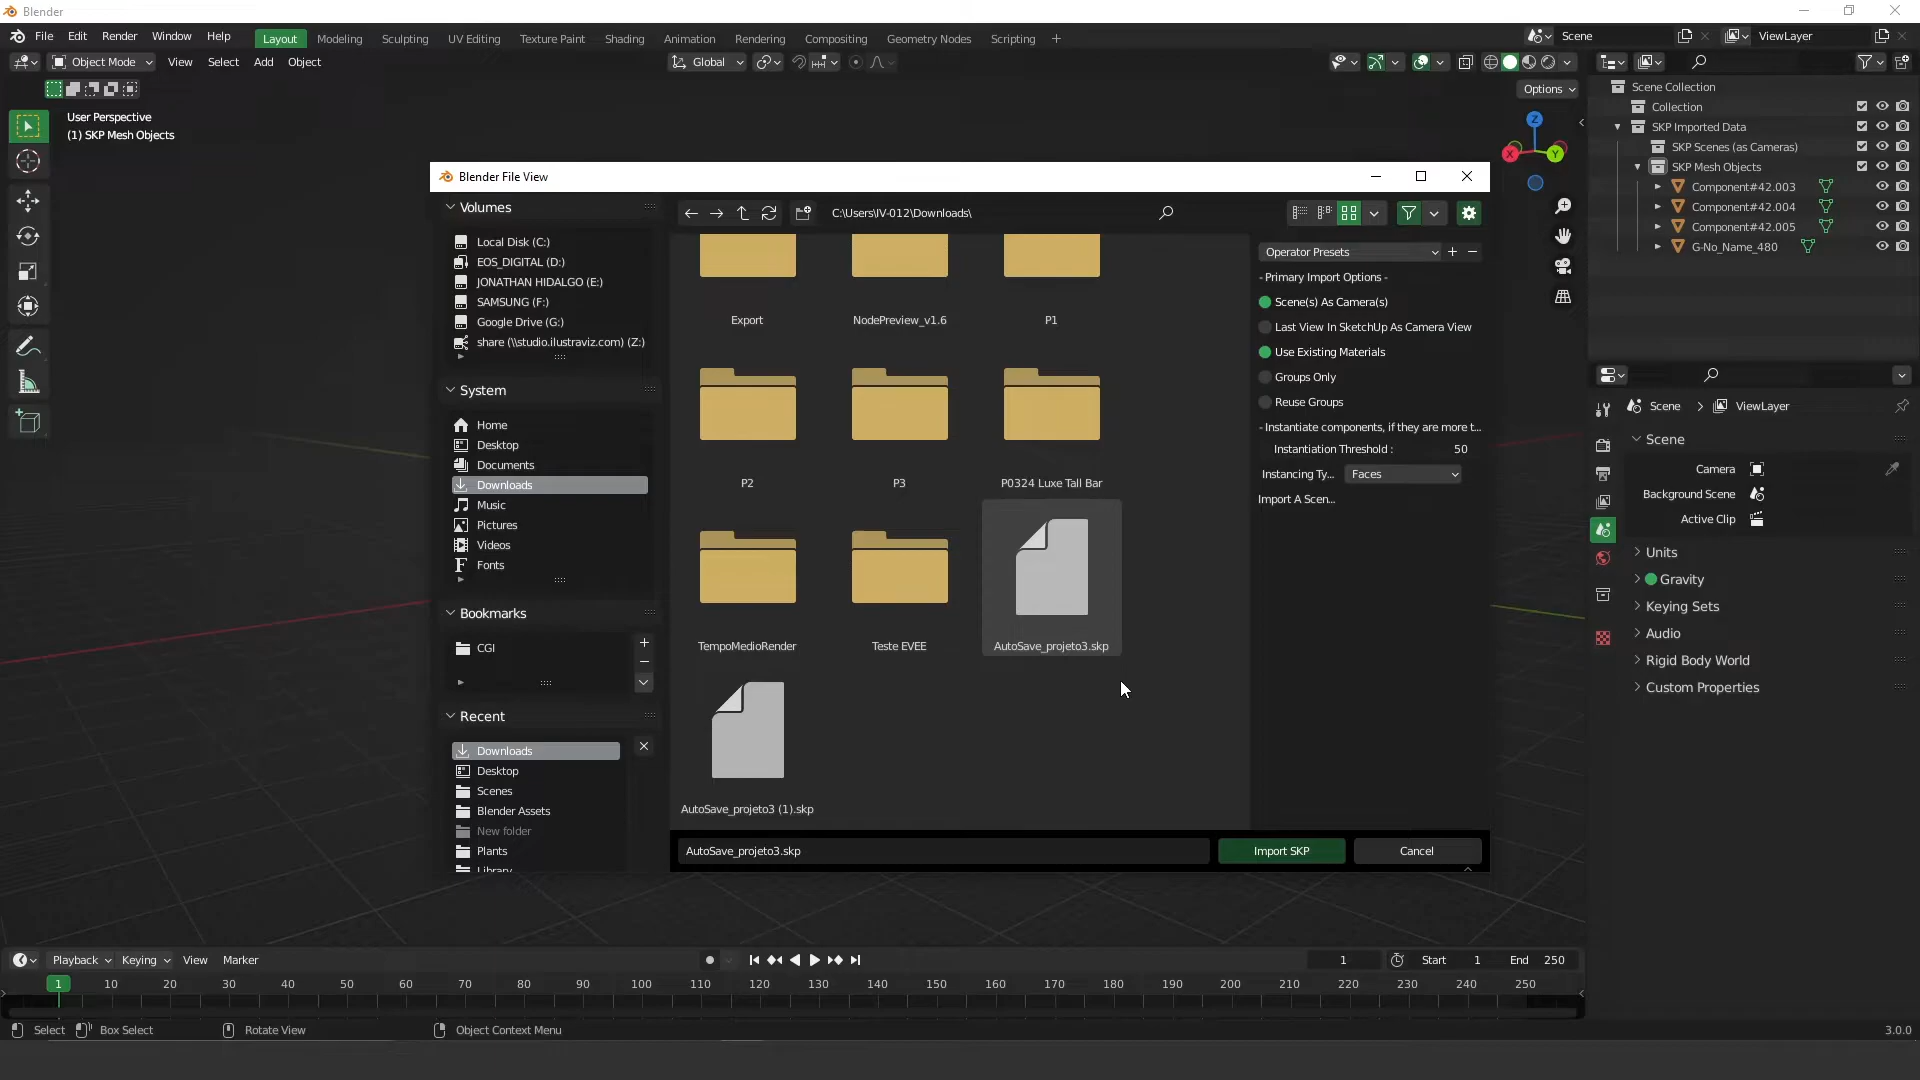 Blender
File Edit Render Window Help Layout Modeling Sculpting UV Editing Texture Paint Shading Animation Rendering Compositing Geometry Nodes Scripting + Scene ViewLayer
Object Mode View Select Add Object Global
Options
User Perspective
(1) SKP Mesh Objects
Z
X
Y
Scene Collection
Collection
SKP Imported Data
SKP Scenes (as Cameras)
SKP Mesh Objects
Component#42.003
Component#42.004
Component#42.005
G-No_Name_480
Blender File View
Volumes
Local Disk (C:)
EOS_DIGITAL (D:)
JONATHAN HIDALGO (E:)
SAMSUNG (F:)
Google Drive (G:)
share (\\studio.ilustraviz.com) (Z:)
System
Home
Desktop
Documents
Downloads
Music
Pictures
Videos
Fonts
Bookmarks
CGI
Recent
Downloads
Desktop
Scenes
Blender Assets
New folder
Plants
Library
C:\Users\IV-012\Downloads\
Export NodePreview_v1.6 P1
P2 P3 P0324 Luxe Tall Bar
TempoMedioRender Teste EVEE AutoSave_projeto3.skp
AutoSave_projeto3 (1).skp
Operator Presets
- Primary Import Options -
Scene(s) As Camera(s)
Last View In SketchUp As Camera View
Use Existing Materials
Groups Only
Reuse Groups
- Instantiate components, if they are more t...
Instantiation Threshold : 50
Instancing Ty... Faces
Import A Scen...
AutoSave_projeto3.skp Import SKP Cancel
Scene > ViewLayer
Scene
Camera
Background Scene
Active Clip
Units
Gravity
Keying Sets
Audio
Rigid Body World
Custom Properties
Playback Keying View Marker 1 Start 1 End 250
1 10 20 30 40 50 60 70 80 90 100 110 120 130 140 150 160 170 180 190 200 210 220 230 240 250
Select Box Select Rotate View Object Context Menu 3.0.0